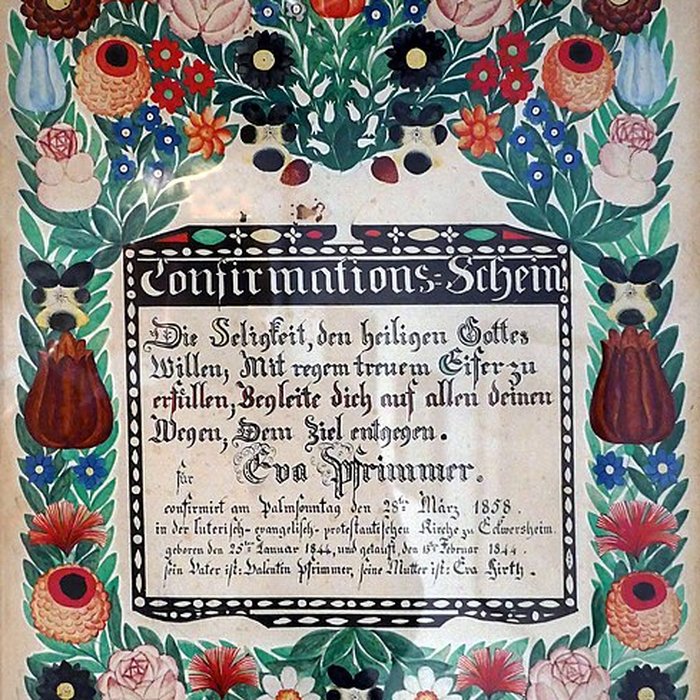 Confirmations=Schein
Die Seligkeit, den heiligen Gottes
Willen, Mit regem treuem Eifer zu
erfüllen, Begleite dich auf allen deinen
Wegen, Dem Ziel entgegen.
für Eva Pfrimmer.
confirmirt am Palmsonntag den 28ten März 1858.
in der luterisch-evangelisch-protestantischen Kirche zu Eckwersheim.
geboren den 25ten Januar 1844, und getauft, den Februar 1844.
sein Vater ist: Valentin Pfrimmer, seine Mutter ist: Eva Hirth.